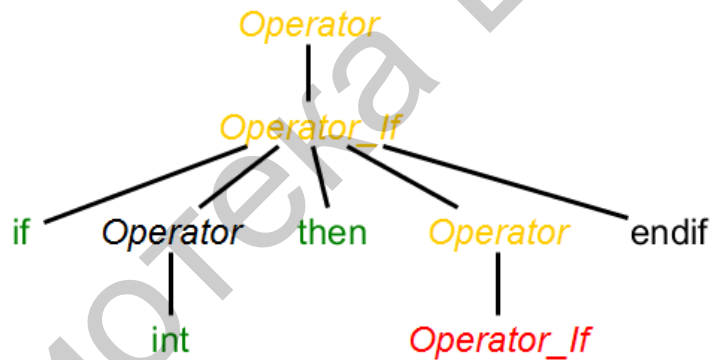 Operator
Operator_If
if Operator then Operator endif
int Operator_If